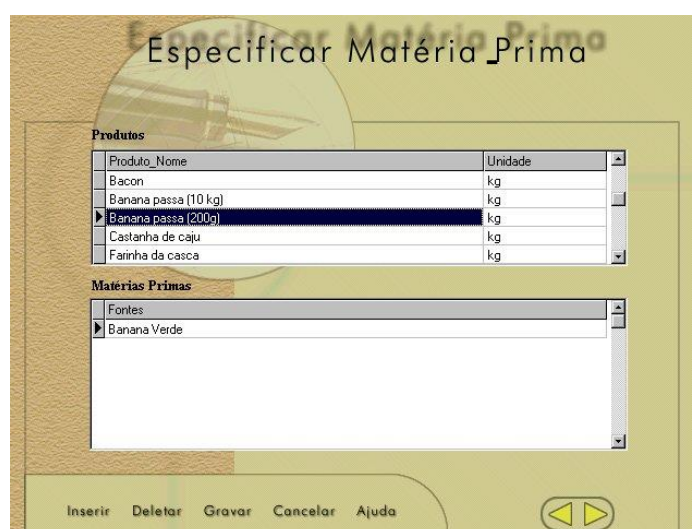 Especificar Matéria Prima
Produtos
Produto_Nome Unidade
Bacon kg
Banana passa (10 kg) kg
Banana passa (200g) kg
Castanha de caju kg
Farinha da casca kg
Matérias Primas
Fontes
Banana Verde
Inserir Deletar Gravar Cancelar Ajuda